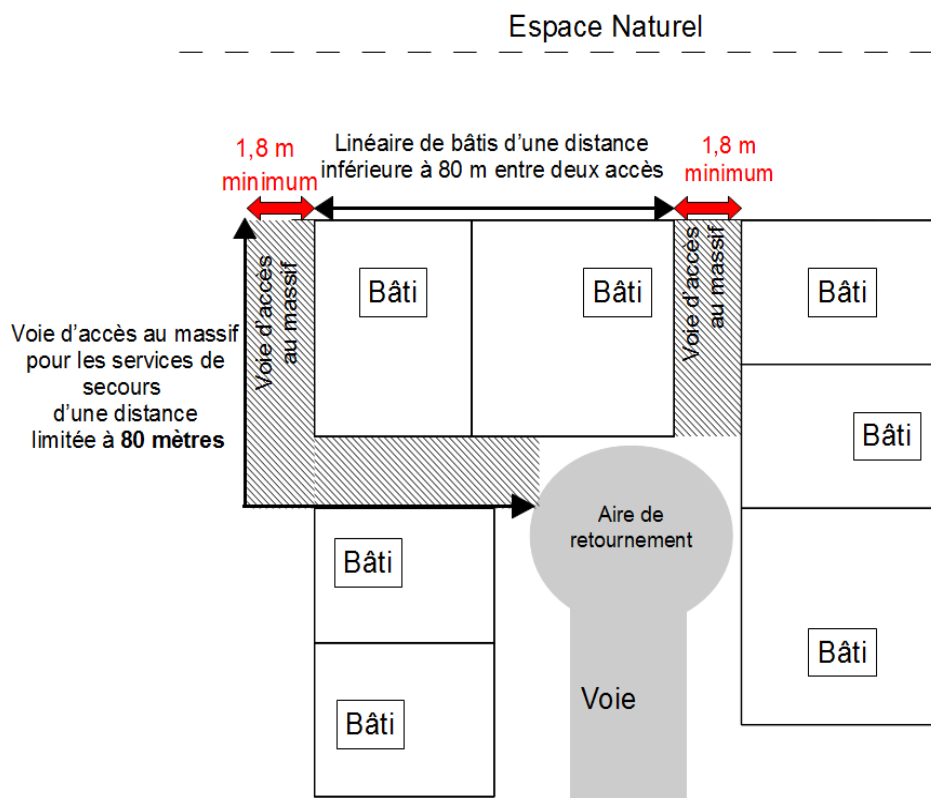 Espace Naturel
1,8 m
minimum
Linéaire de bâtis d’une distance
inférieure à 80 m entre deux accès
1,8 m
minimum
Voie d’accès
au massif
Bâti
Bâti
Voie d’accès
au massif
Bâti
Voie d’accès au massif
pour les services de
secours
d’une distance
limitée à 80 mètres
Bâti
Aire de
retournement
Bâti
Bâti
Voie
Bâti